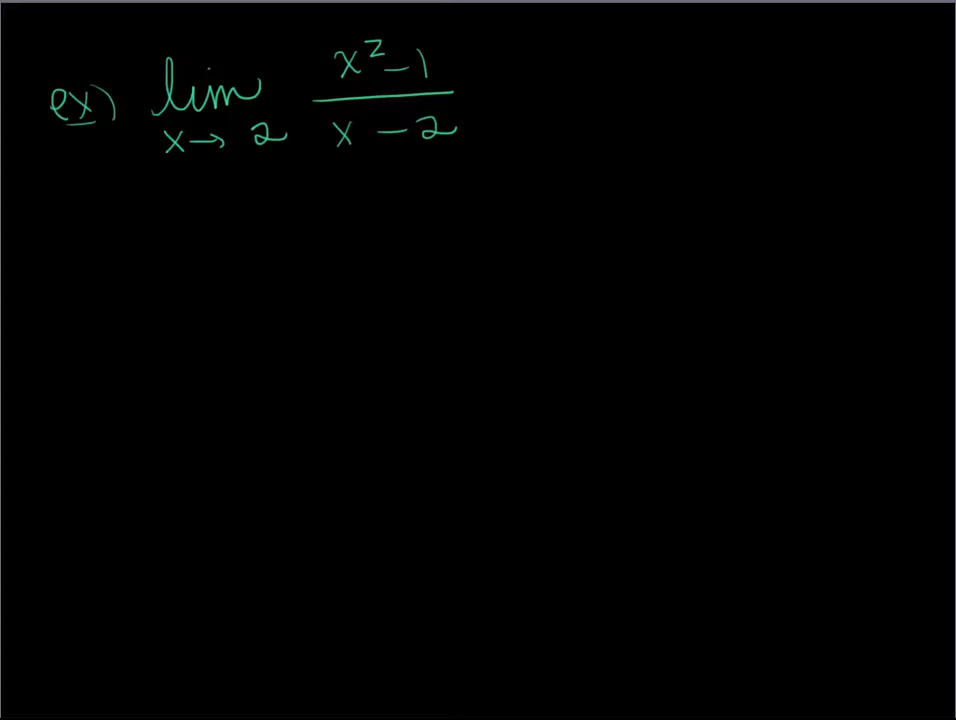 ex) lim x→2 (x² - 1)/(x - 2)